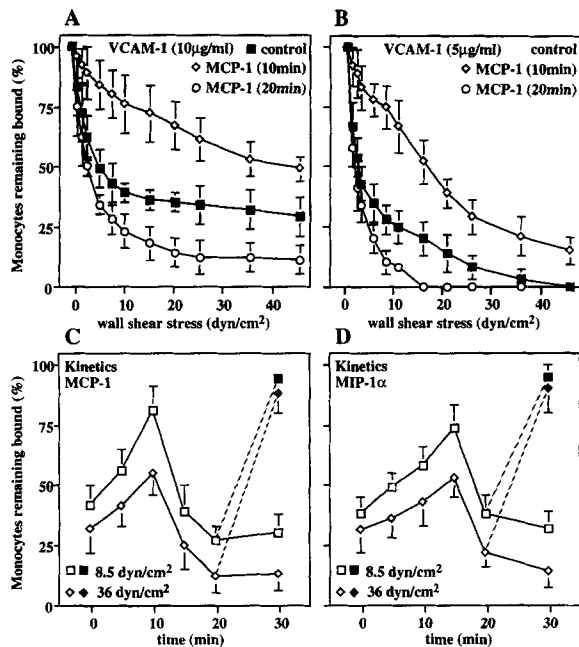 A
B
VCAM-1 (10μg/ml) ■ control
◇ MCP-1 (10min)
○ MCP-1 (20min)
VCAM-1 (5μg/ml) control
◇ MCP-1 (10min)
○ MCP-1 (20min)
Monocytes remaining bound (%)
100
75
50
25
0
0 10 20 30 40
wall shear stress (dyn/cm²)
100
75
50
25
0
0 10 20 30 40
wall shear stress (dyn/cm²)
C
D
Kinetics
MCP-1
Kinetics
MIP-1α
Monocytes remaining bound (%)
100
75
50
25
0
□ ■ 8.5 dyn/cm²
◇ ◆ 36 dyn/cm²
0 10 20 30
time (min)
100
75
50
25
0
□ ■ 8.5 dyn/cm²
◇ ◆ 36 dyn/cm²
0 10 20 30
time (min)